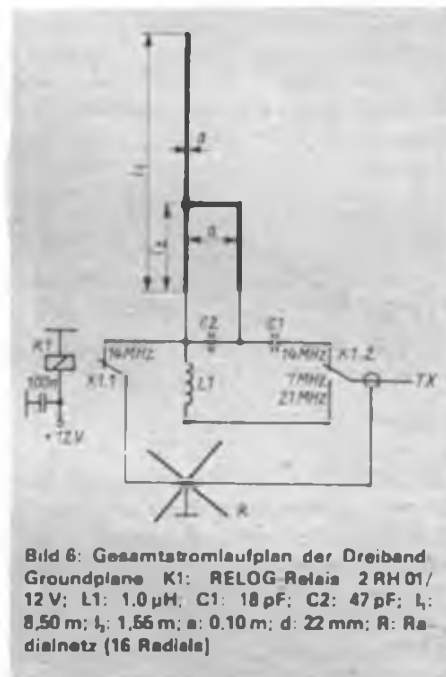 l₁
d
l₂
a
K1
100n
+12V
14MHz
K1.1
C2
C1
L1
14MHz
K1.2
7MHz
21MHz
TX
R
Bild 6: Gesamtstromlaufplan der Dreiband
Groundplane K1: RELOG-Relais 2 RH 01/
12 V; L1: 1,0 µH, C1: 18 pF; C2: 47 pF; l₁:
8,50 m; l₂: 1,55 m; a: 0,10 m; d: 22 mm; R: Ra
dialnetz (16 Radials)